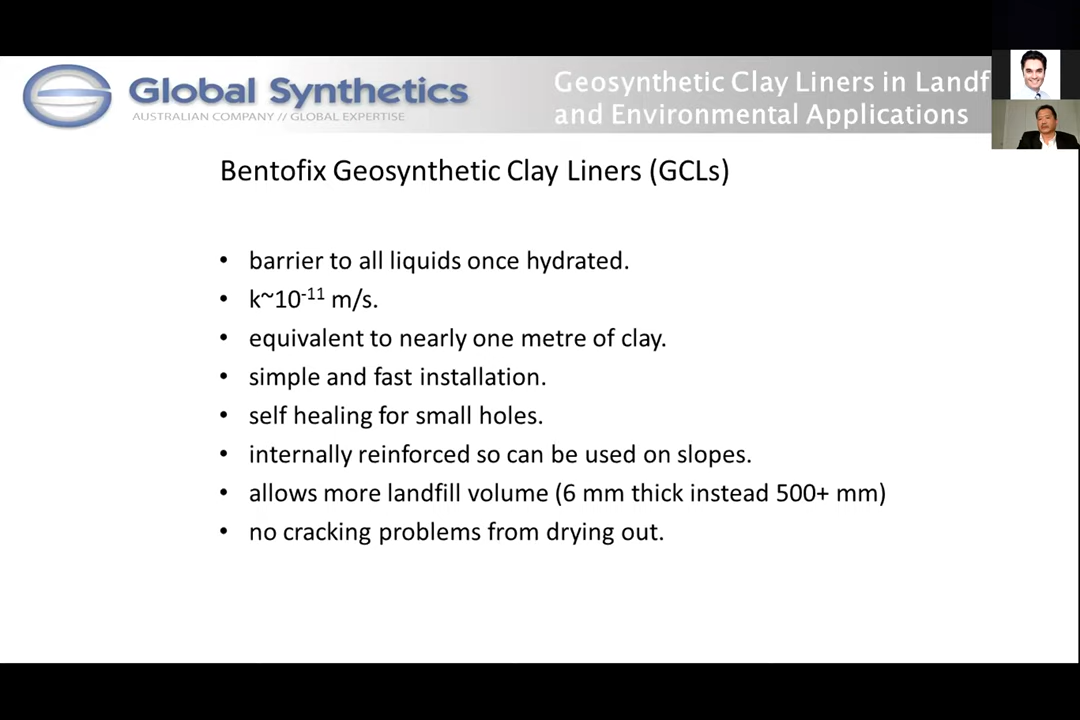 Global Synthetics
AUSTRALIAN COMPANY // GLOBAL EXPERTISE
Geosynthetic Clay Liners in Landf
and Environmental Applications
Bentofix Geosynthetic Clay Liners (GCLs)
• barrier to all liquids once hydrated.
• k~10⁻¹¹ m/s.
• equivalent to nearly one metre of clay.
• simple and fast installation.
• self healing for small holes.
• internally reinforced so can be used on slopes.
• allows more landfill volume (6 mm thick instead 500+ mm)
• no cracking problems from drying out.